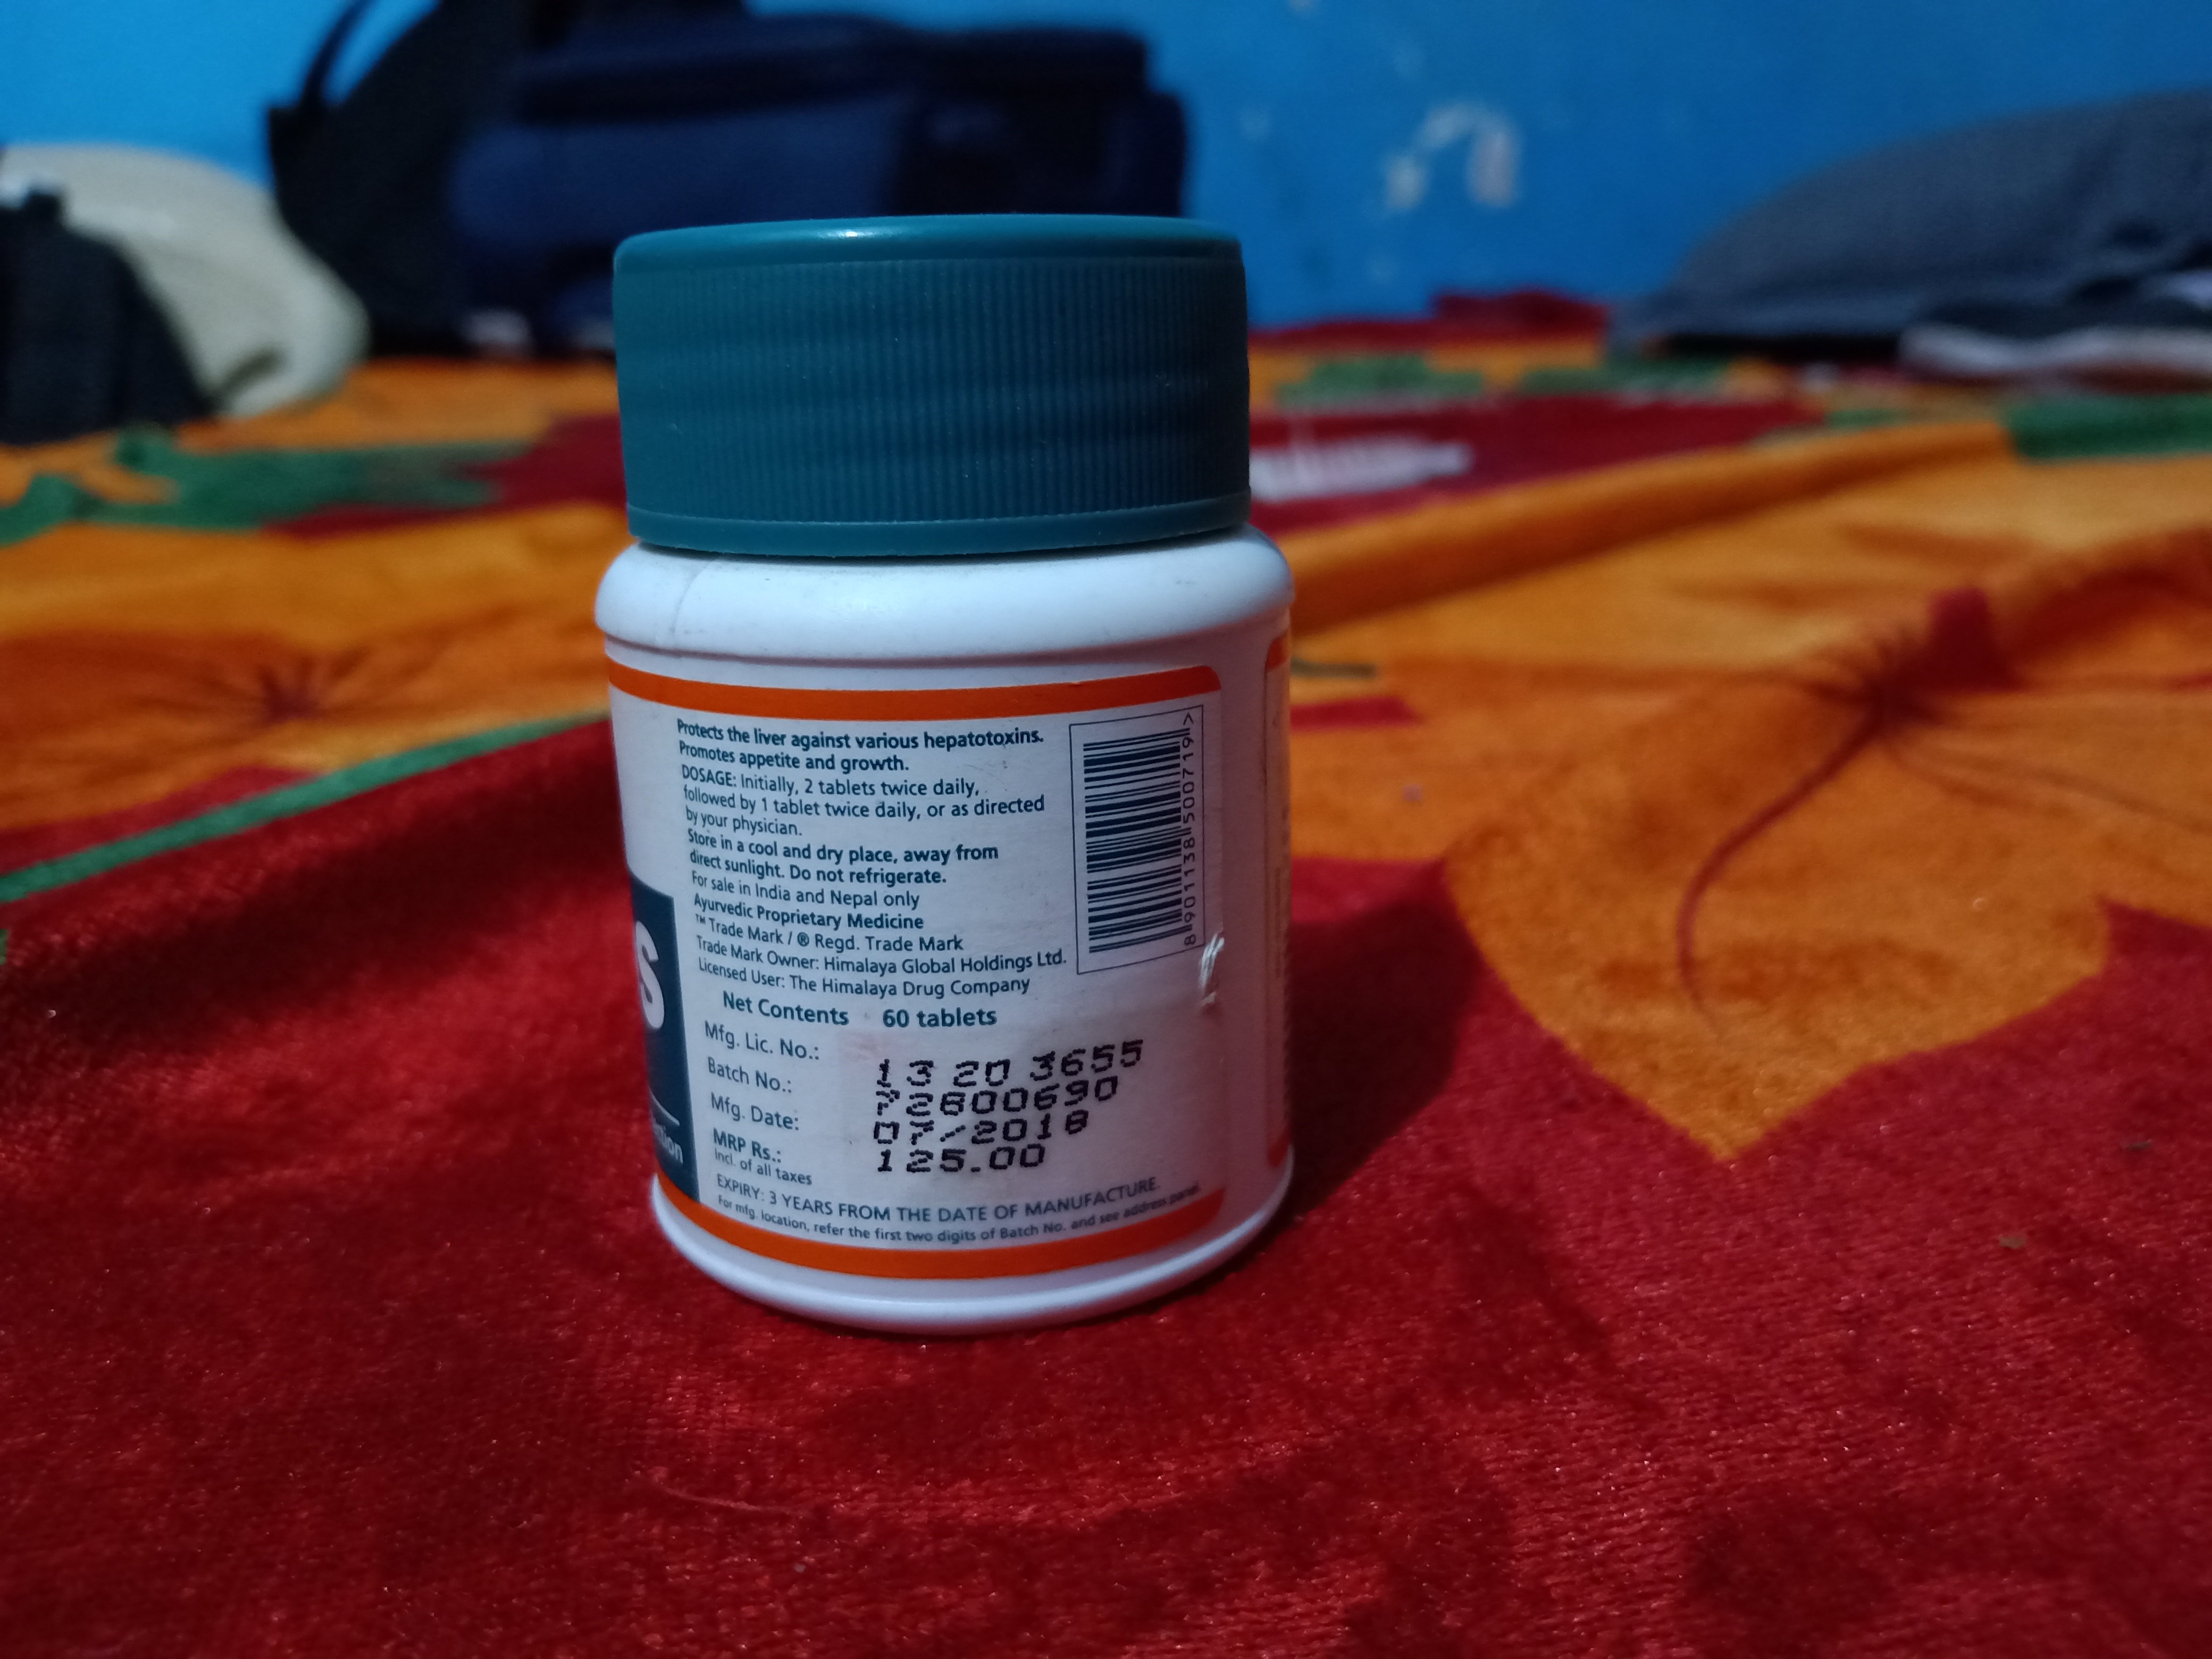 Protects the liver against various hepatotoxins.
Promotes appetite and growth.
DOSAGE: Initially, 2 tablets twice daily,
followed by 1 tablet twice daily, or as directed
by your physician.
Store in a cool and dry place, away from
direct sunlight. Do not refrigerate.
For sale in India and Nepal only
Ayurvedic Proprietary Medicine
™ Trade Mark / ® Regd. Trade Mark
Trade Mark Owner: Himalaya Global Holdings Ltd.
Licensed User: The Himalaya Drug Company
Net Contents 60 tablets
Mfg. Lic. No.: 13 20 3655
Batch No.: 72800690
Mfg. Date: 07/2018
MRP Rs.: 125.00
Incl. of all taxes
EXPIRY: 3 YEARS FROM THE DATE OF MANUFACTURE.
For mfg. location, refer the first two digits of Batch No. and see address panel.
8 901138 500719 >
S